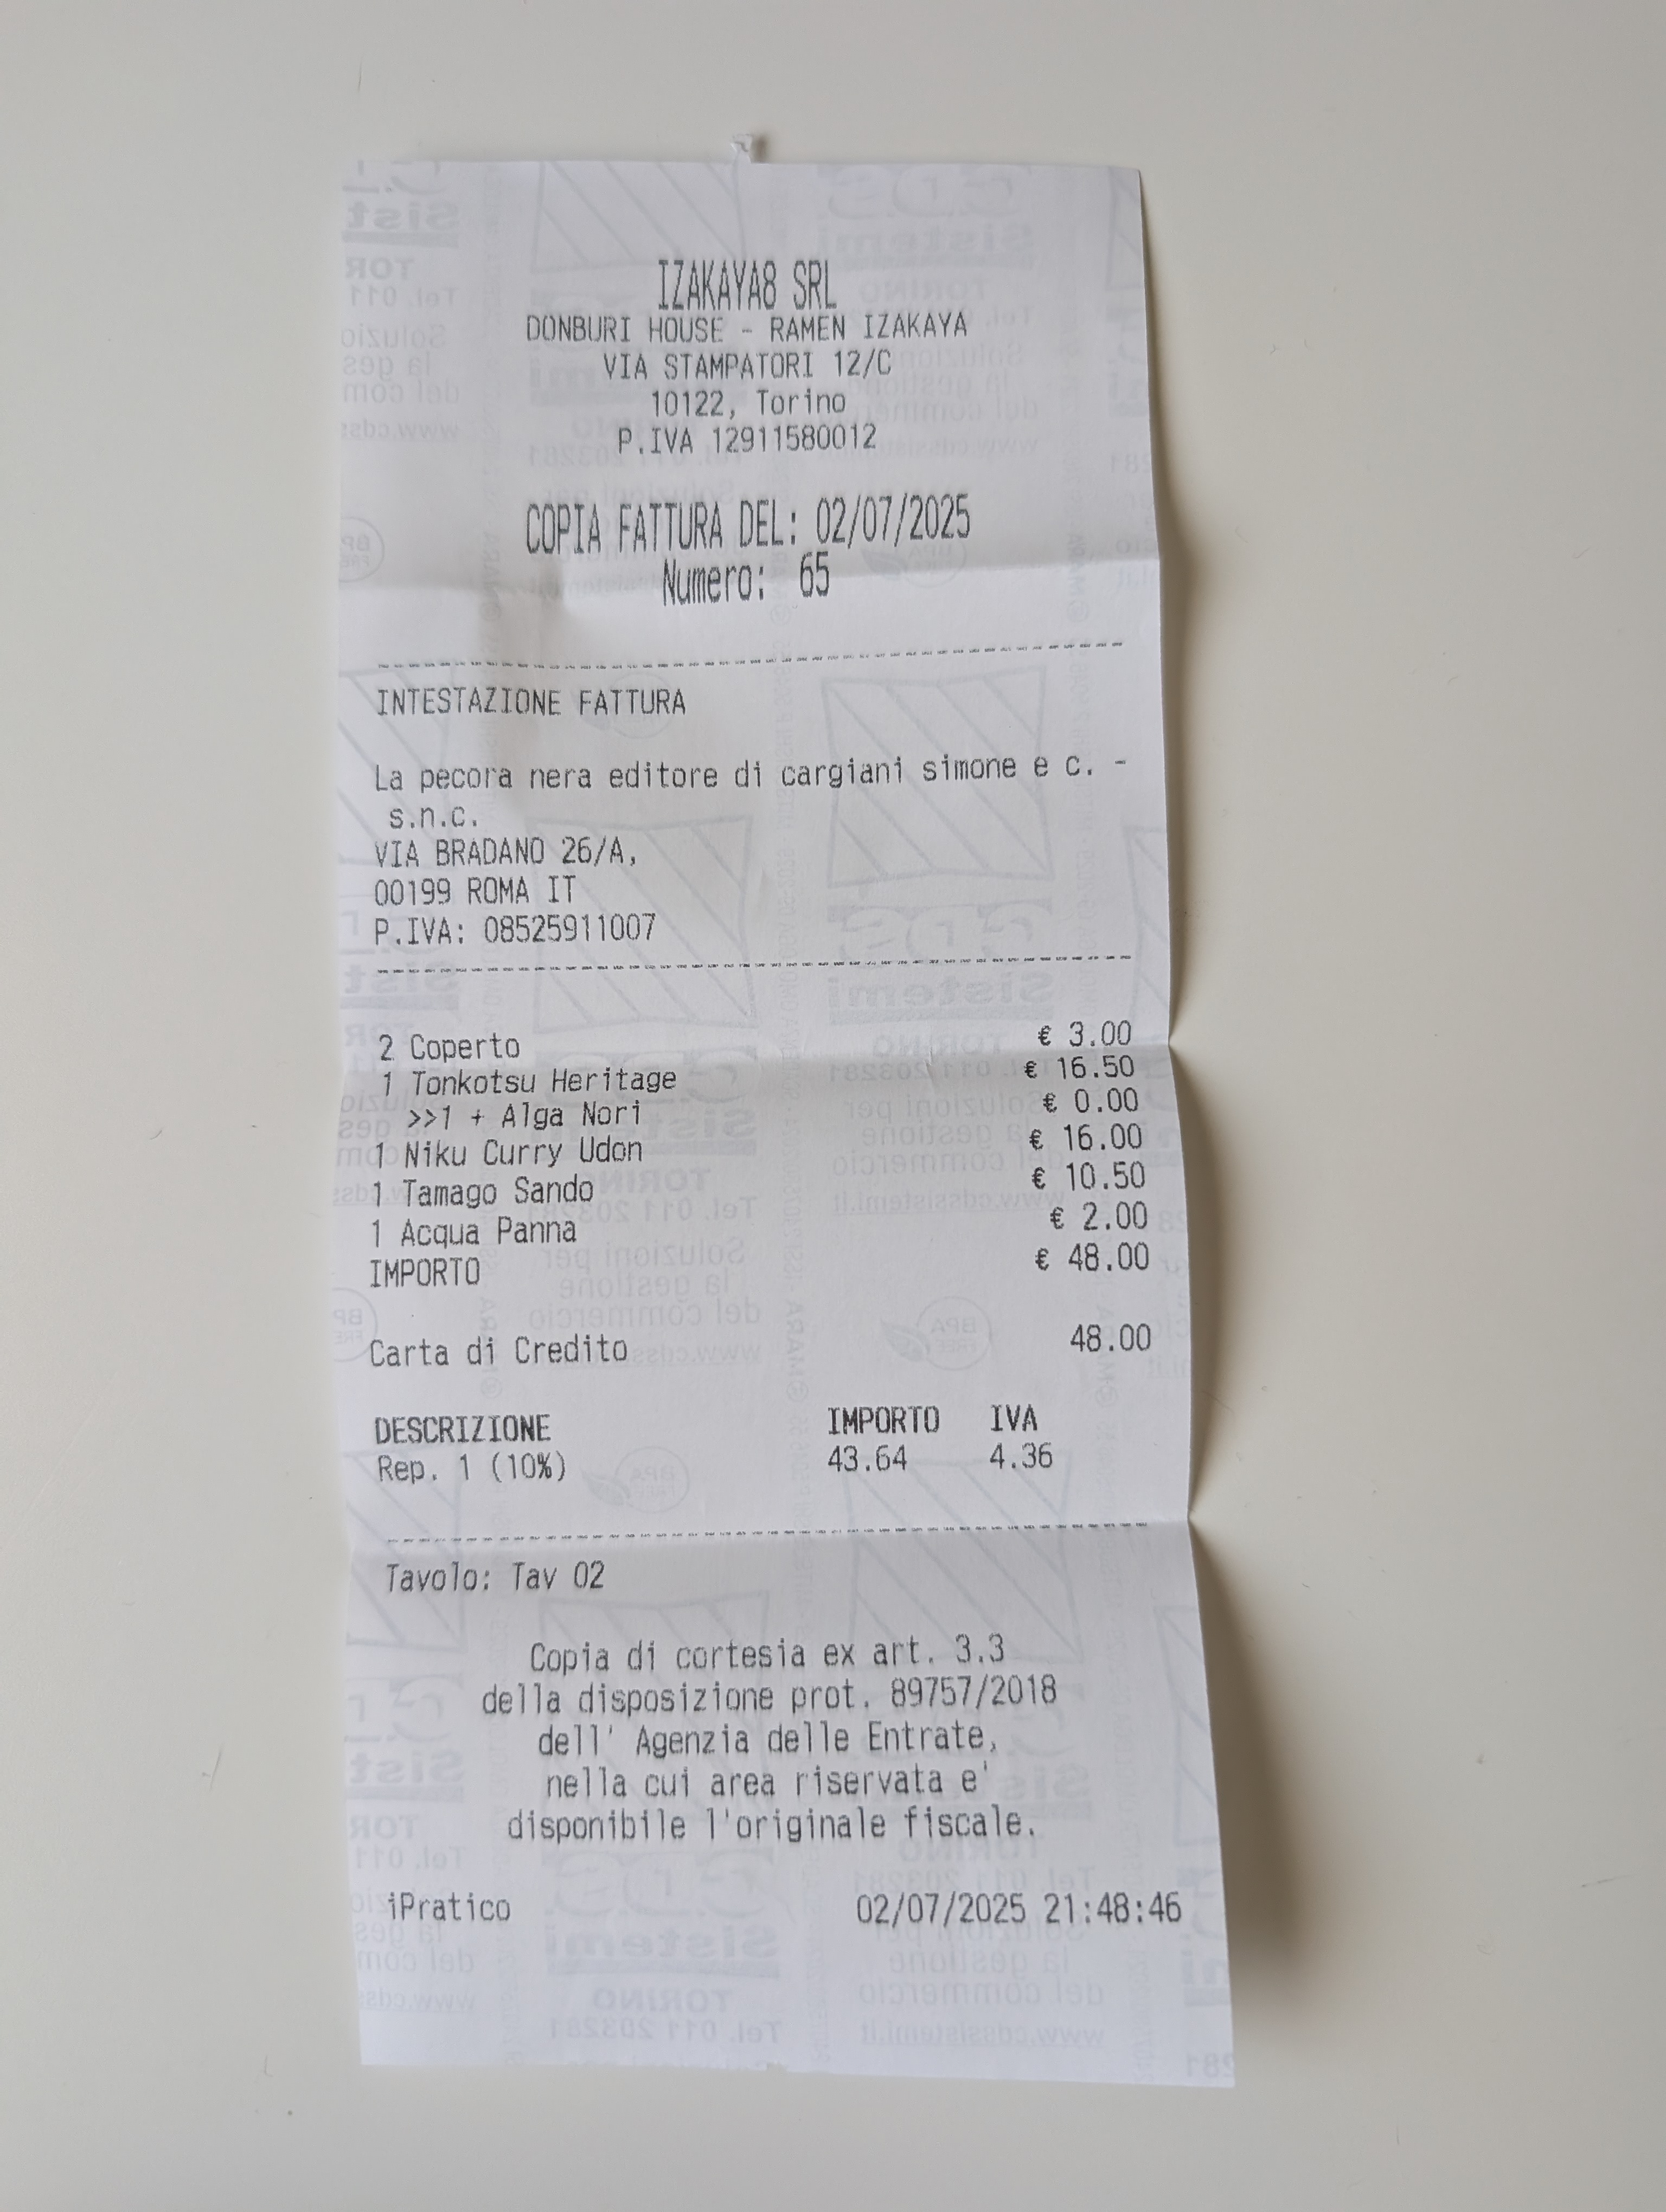 IZAKAYA8 SRL
DONBURI HOUSE - RAMEN IZAKAYA
VIA STAMPATORI 12/C
10122, Torino
P.IVA 12911580012
COPIA FATTURA DEL: 02/07/2025
Numero: 65
INTESTAZIONE FATTURA
La pecora nera editore di cargiani simone e c. -
s.n.c.
VIA BRADANO 26/A,
00199 ROMA IT
P.IVA: 08525911007
2 Coperto € 3.00
1 Tonkotsu Heritage € 16.50
>>1 + Alga Nori € 0.00
1 Niku Curry Udon € 16.00
1 Tamago Sando € 10.50
1 Acqua Panna € 2.00
IMPORTO € 48.00
Carta di Credito 48.00
DESCRIZIONE IMPORTO IVA
Rep. 1 (10%) 43.64 4.36
Tavolo: Tav 02
Copia di cortesia ex art. 3.3
della disposizione prot. 89757/2018
dell' Agenzia delle Entrate,
nella cui area riservata e'
disponibile l'originale fiscale.
iPratico 02/07/2025 21:48:46